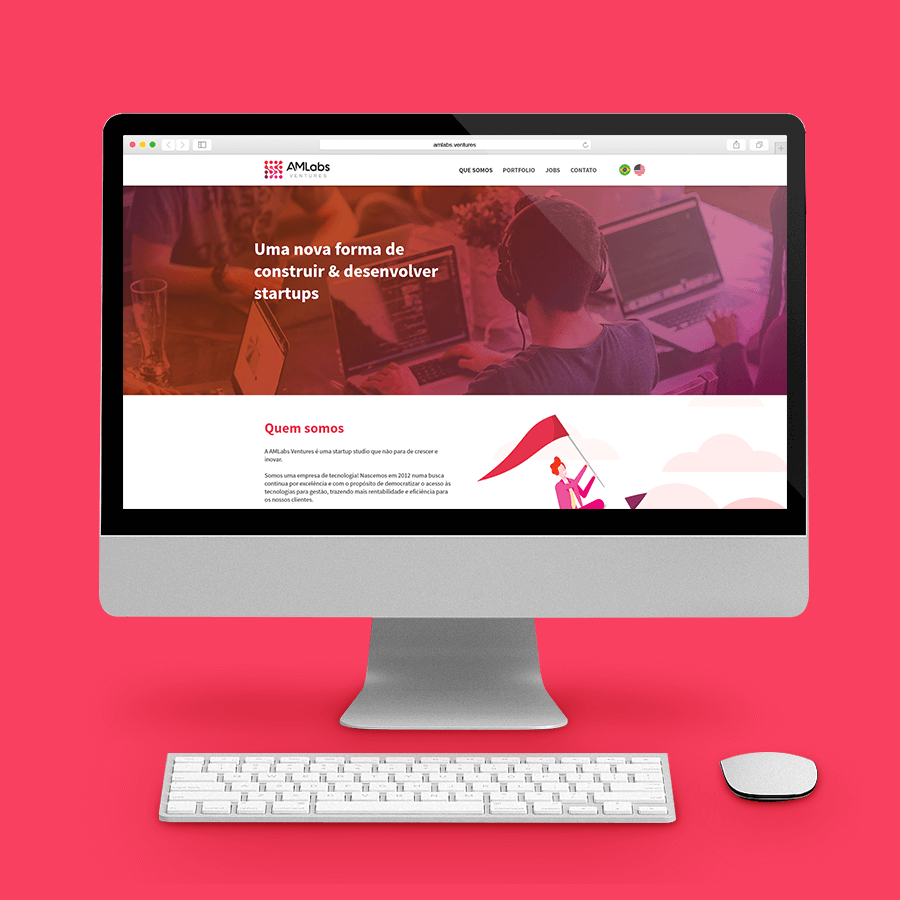 amlabs.ventures
AMLabs
VENTURES
QUE SOMOS PORTFOLIO JOBS CONTATO
Uma nova forma de
construir & desenvolver
startups
Quem somos
A AMLabs Ventures é uma startup studio que não para de crescer e
inovar.
Somos uma empresa de tecnologia! Nascemos em 2012 numa busca
contínua por excelência e com o propósito de democratizar o acesso às
tecnologias para gestão, trazendo mais rentabilidade e eficiência para
os nossos clientes.